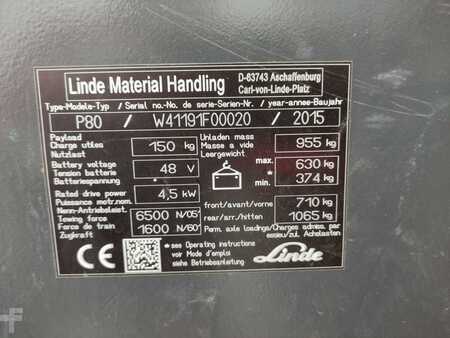 Linde Material Handling
D-63743 Aschaffenburg
Carl-von-Linde-Platz
Type-Modele-Typ / Serial no.-No. de serie-Serien-Nr. / year-annee-Baujahr
P80 / W41191F00020 / 2015
Payload
Charge utiles
Nutzlast
150 kg
Unladen mass
Masse a vide
Leergewicht
955 kg
Battery voltage
Tension batterie
Batteriespannung
48 V
max. 630 kg
*
min. 374 kg
Rated drive power
Puissance motr.nom.
Nenn-Antriebsleist.
4,5 kW
front/avant/vorne
710 kg
rear/arr./hitten
1065 kg
Towing force
Force de train
Zugkraft
6500 N/05'
1600 N/60'
Perm. axle loadings/Charges admiss. par
essieu/zul. Achslasten
CE
* see Operating instructions
voir Mode d'emploi
siehe Betriebsanleitung
Linde